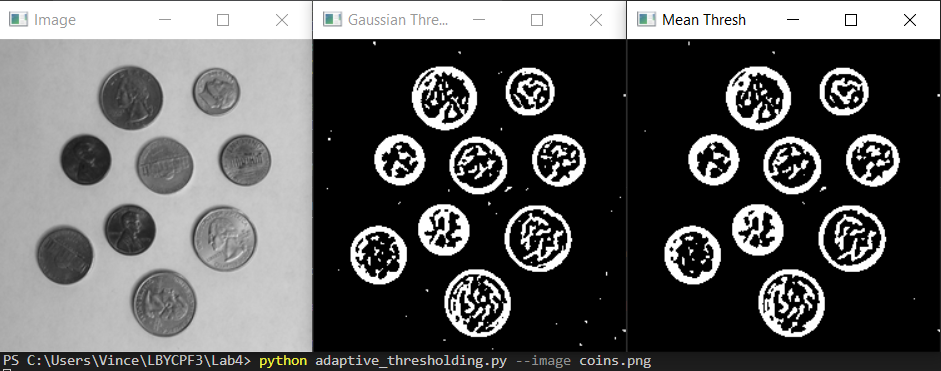 Image
Gaussian Thre...
Mean Thresh
PS C:\Users\Vince\LBYCPF3\Lab4> python adaptive_thresholding.py --image coins.png